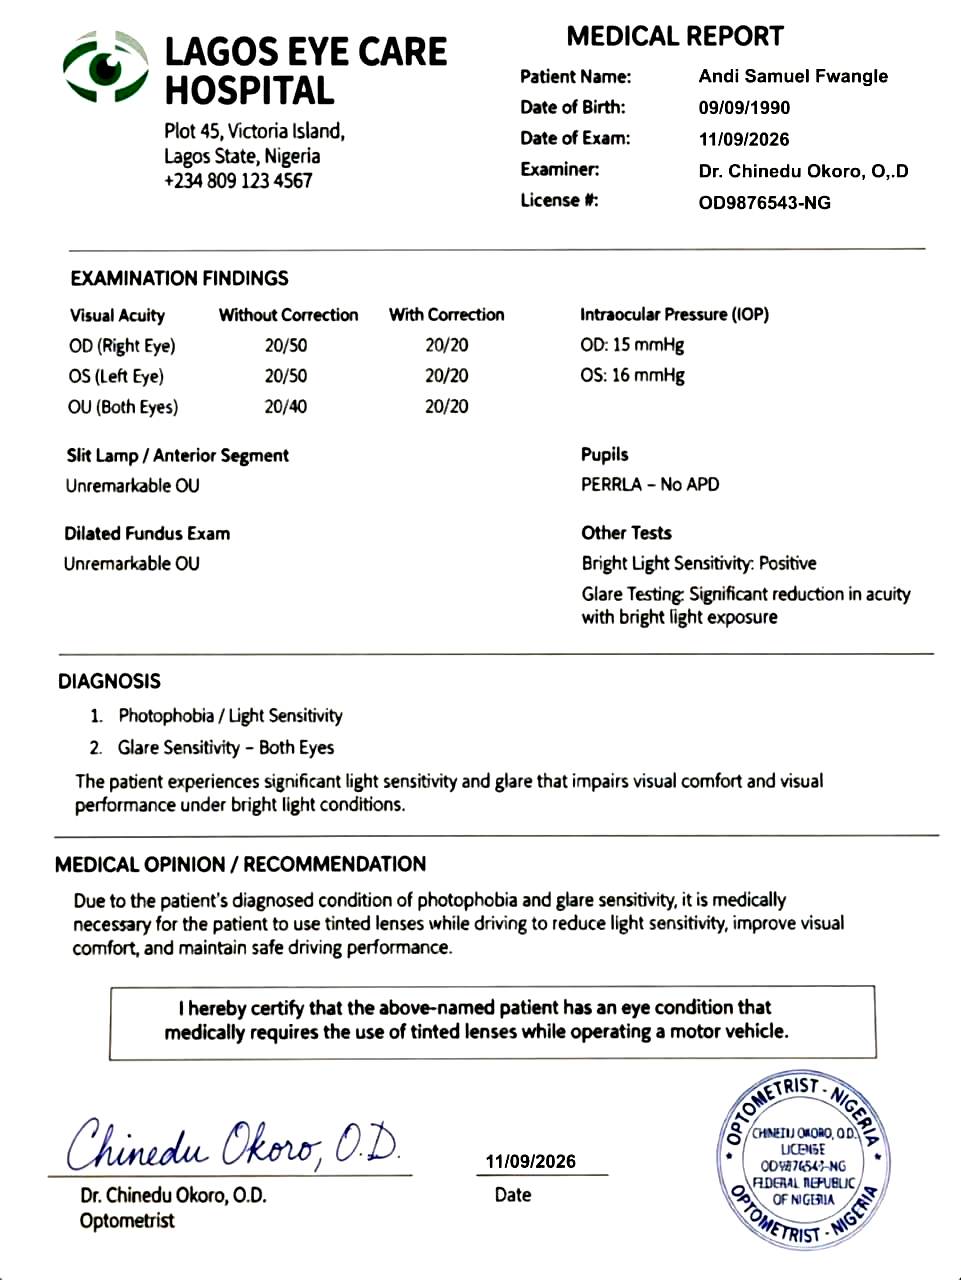 LAGOS EYE CARE
HOSPITAL
Plot 45, Victoria Island,
Lagos State, Nigeria
+234 809 123 4567
MEDICAL REPORT
Patient Name: Andi Samuel Fwangle
Date of Birth: 09/09/1990
Date of Exam: 11/09/2026
Examiner: Dr. Chinedu Okoro, O,.D
License #: OD9876543-NG
EXAMINATION FINDINGS
Visual Acuity Without Correction With Correction
OD (Right Eye) 20/50 20/20
OS (Left Eye) 20/50 20/20
OU (Both Eyes) 20/40 20/20
Intraocular Pressure (IOP)
OD: 15 mmHg
OS: 16 mmHg
Slit Lamp / Anterior Segment
Unremarkable OU
Pupils
PERRLA – No APD
Dilated Fundus Exam
Unremarkable OU
Other Tests
Bright Light Sensitivity: Positive
Glare Testing: Significant reduction in acuity
with bright light exposure
DIAGNOSIS
1. Photophobia / Light Sensitivity
2. Glare Sensitivity – Both Eyes
The patient experiences significant light sensitivity and glare that impairs visual comfort and visual
performance under bright light conditions.
MEDICAL OPINION / RECOMMENDATION
Due to the patient's diagnosed condition of photophobia and glare sensitivity, it is medically
necessary for the patient to use tinted lenses while driving to reduce light sensitivity, improve visual
comfort, and maintain safe driving performance.
I hereby certify that the above-named patient has an eye condition that
medically requires the use of tinted lenses while operating a motor vehicle.
Chinedu Okoro, O.D.
Dr. Chinedu Okoro, O.D.
Optometrist
11/09/2026
Date
OPTOMETRIST - NIGERIA
OKORO, O.D.
LICENSE
FEDERAL REPUBLIC
OF NIGERIA
OPTOMETRIST - NIGERIA